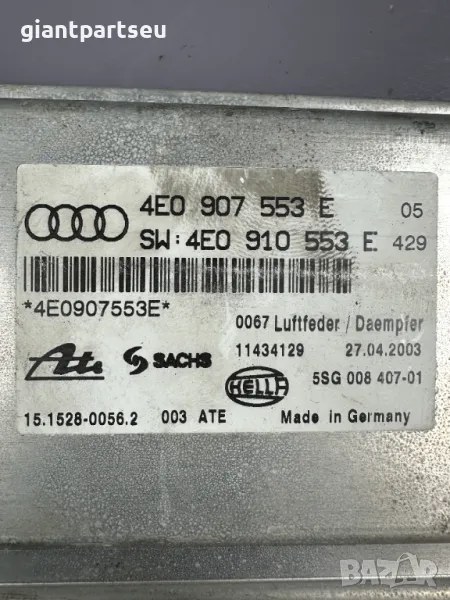 giantpartseu
4E0 907 553 E 05
SW:4E0 910 553 E 429
*4E0907553E*
0067 Luftfeder / Daempfer
11434129 27.04.2003
Ate SACHS HELLA 5SG 008 407-01
15.1528-0056.2 003 ATE Made in Germany
BAZAR